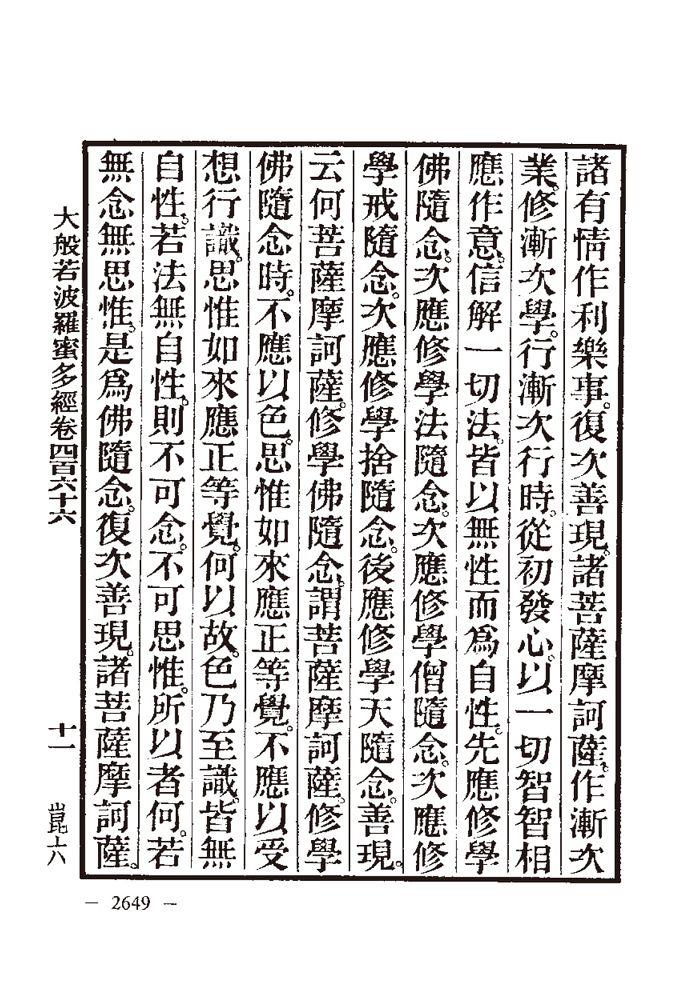 諸有情作利樂事。復次善現。諸菩薩摩訶薩。作漸次
業。修漸次學。行漸次行時。從初發心。以一切智智相
應作意。信解一切法。皆以無性而為自性。先應修學
佛隨念。次應修學法隨念。次應修學僧隨念。次應修
學戒隨念。次應修學捨隨念。後應修學天隨念。善現。
云何菩薩摩訶薩。修學佛隨念。謂菩薩摩訶薩。修學
佛隨念時。不應以色。思惟如來應正等覺。不應以受
想行識。思惟如來應正等覺。何以故。色乃至識。皆無
自性。若法無自性。則不可念。不可思惟。所以者何。若
無念無思惟。是為佛隨念。復次善現。諸菩薩摩訶薩。
大般若波羅蜜多經卷四百六十六 十一 崑六
— 2649 —